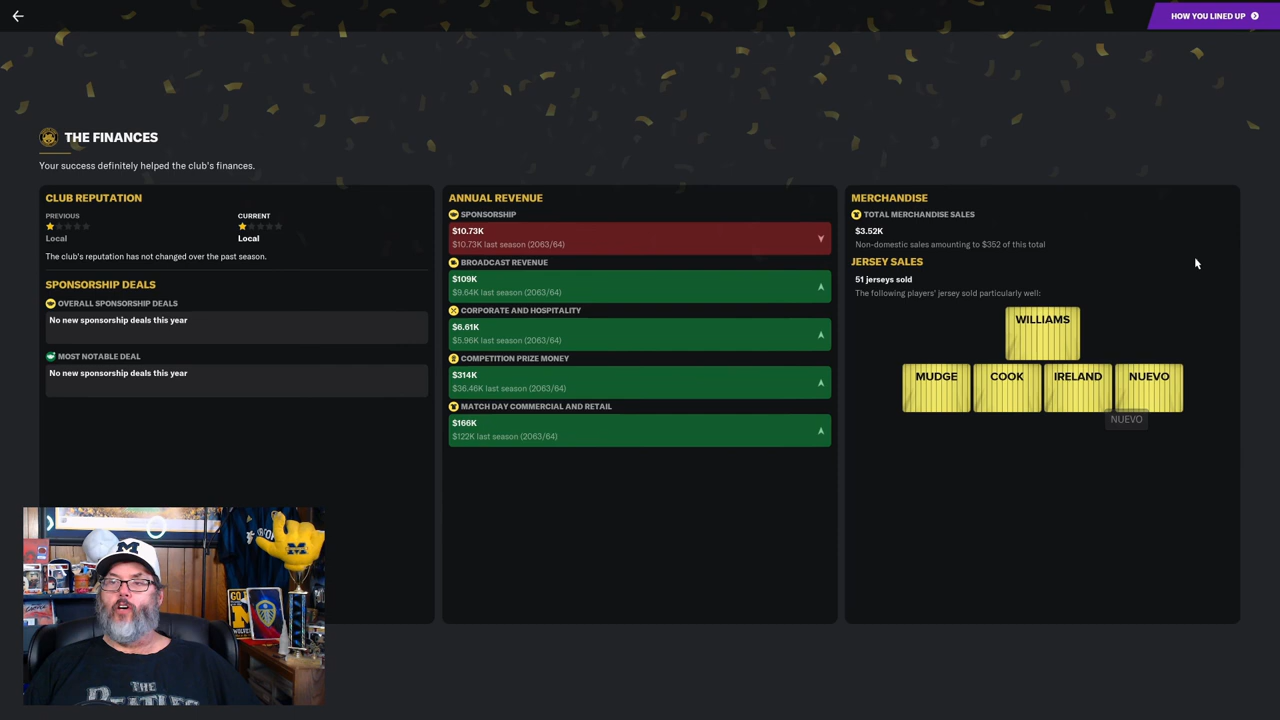 HOW YOU LINED UP
THE FINANCES
Your success definitely helped the club's finances.
CLUB REPUTATION
PREVIOUS
CURRENT
Local
Local
The club's reputation has not changed over the past season.
SPONSORSHIP DEALS
OVERALL SPONSORSHIP DEALS
No new sponsorship deals this year
MOST NOTABLE DEAL
No new sponsorship deals this year
ANNUAL REVENUE
SPONSORSHIP
$10.73K
$10.73K last season (2063/64)
BROADCAST REVENUE
$109K
$9.64K last season (2063/64)
CORPORATE AND HOSPITALITY
$6.61K
$5.96K last season (2063/64)
COMPETITION PRIZE MONEY
$314K
$36.46K last season (2063/64)
MATCH DAY COMMERCIAL AND RETAIL
$166K
$122K last season (2063/64)
MERCHANDISE
TOTAL MERCHANDISE SALES
$3.52K
Non-domestic sales amounting to $352 of this total
JERSEY SALES
51 jerseys sold
The following players' jersey sold particularly well:
WILLIAMS
MUDGE COOK IRELAND NUEVO
NUEVO
M
M
GO
THE
BEATLES